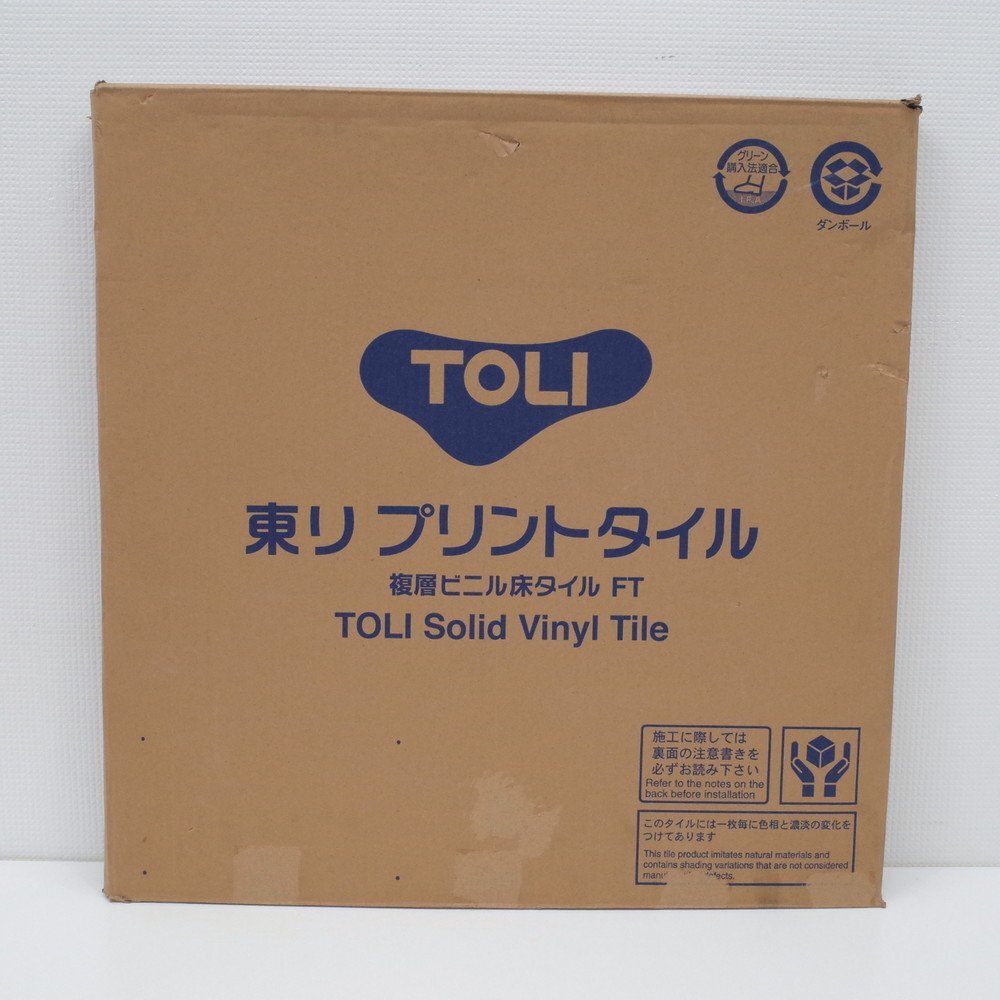 グリーン
購入法適合
I.F.A
ダンボール
TOLI
東リ プリントタイル
複層ビニル床タイル FT
TOLI Solid Vinyl Tile
施工に際しては
裏面の注意書きを
必ずお読み下さい
Refer to the notes on the
back before installation
このタイルには一枚毎に色相と濃淡の変化を
つけてあります
This tile product imitates natural materials and
contains shading variations that are not considered